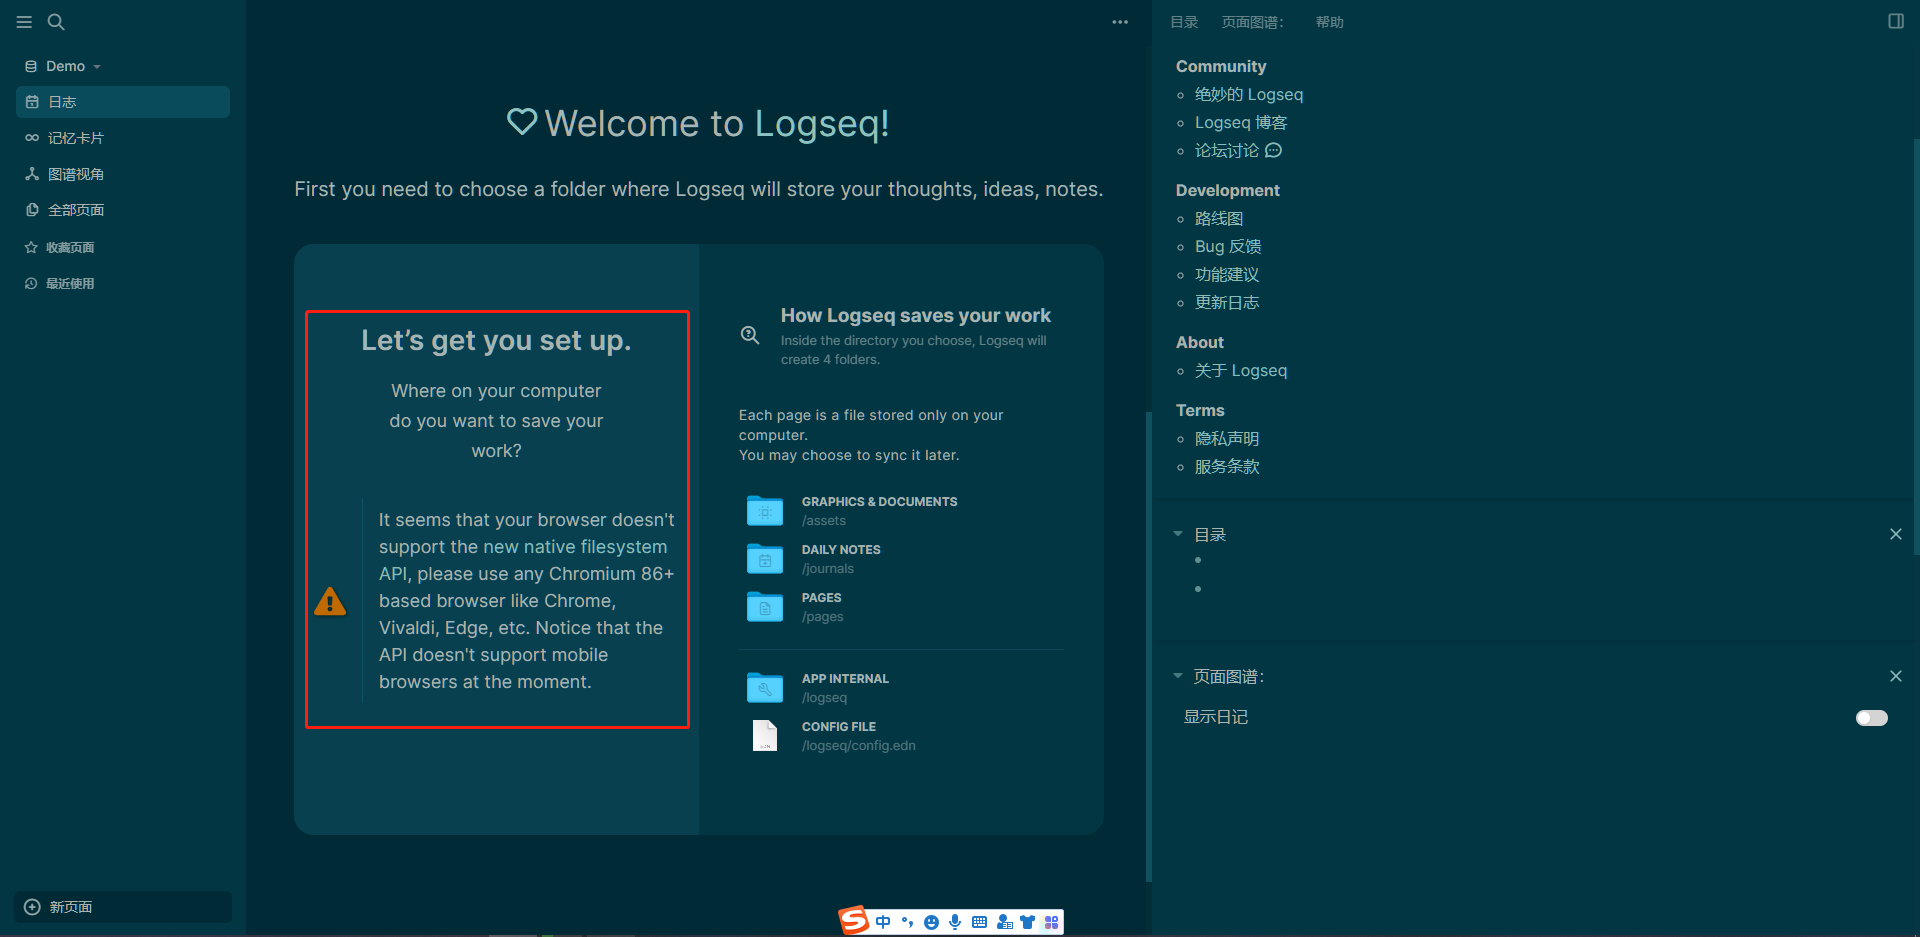 Demo
日志
记忆卡片
图谱视角
全部页面
收藏页面
最近使用
新页面
Welcome to Logseq!
First you need to choose a folder where Logseq will store your thoughts, ideas, notes.
Let’s get you set up.
Where on your computer
do you want to save your
work?
It seems that your browser doesn't
support the new native filesystem
API, please use any Chromium 86+
based browser like Chrome,
Vivaldi, Edge, etc. Notice that the
API doesn't support mobile
browsers at the moment.
How Logseq saves your work
Inside the directory you choose, Logseq will
create 4 folders.
Each page is a file stored only on your
computer.
You may choose to sync it later.
GRAPHICS & DOCUMENTS
/assets
DAILY NOTES
/journals
PAGES
/pages
APP INTERNAL
/logseq
CONFIG FILE
/logseq/config.edn
目录 页面图谱： 帮助
Community
绝妙的 Logseq
Logseq 博客
论坛讨论
Development
路线图
Bug 反馈
功能建议
更新日志
About
关于 Logseq
Terms
隐私声明
服务条款
目录
页面图谱：
显示日记
S 中